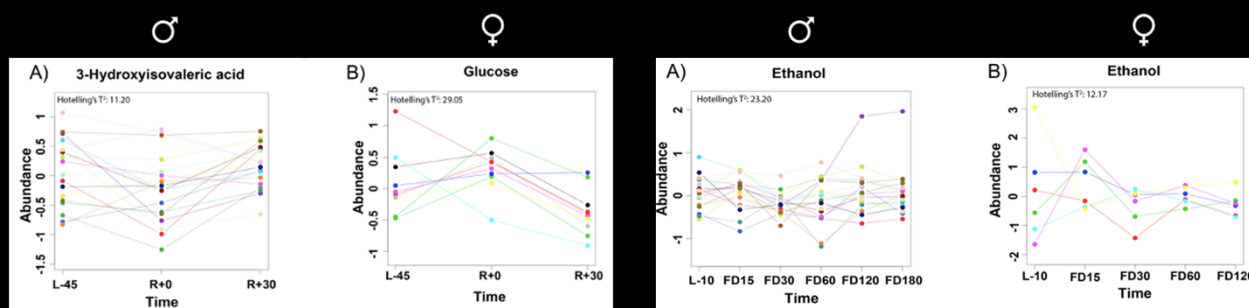 ♂ ♀ ♂ ♀
A) 3-Hydroxyisovaleric acid
Hotelling's T²: 11.20
Abundance
1
0.5
0
-0.5
-1
-1.5
L-45 R+0 R+30
Time
B) Glucose
Hotelling's T²: 29.05
Abundance
1.5
1
0.5
0
-0.5
-1
L-45 R+0 R+30
Time
A) Ethanol
Hotelling's T²: 23.20
Abundance
2
1
0
-1
L-10 FD15 FD30 FD60 FD120 FD180
Time
B) Ethanol
Hotelling's T²: 12.17
Abundance
3
2
1
0
-1
-2
L-10 FD15 FD30 FD60 FD120
Time